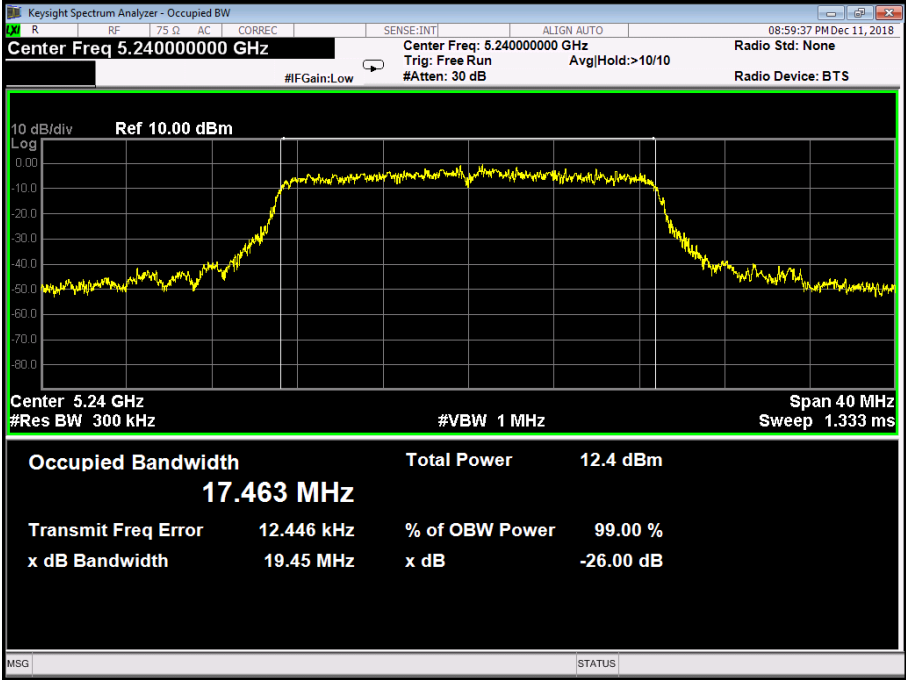 Keysight Spectrum Analyzer - Occupied BW
LXI R RF 75 Ω AC CORREC SENSE:INT ALIGN AUTO 08:59:37 PM Dec 11, 2018
Center Freq 5.240000000 GHz
Center Freq: 5.240000000 GHz
Radio Std: None
Trig: Free Run Avg|Hold:>10/10
#IFGain:Low
#Atten: 30 dB
Radio Device: BTS
10 dB/div Ref 10.00 dBm
Log
0.00
-10.0
-20.0
-30.0
-40.0
-50.0
-60.0
-70.0
-80.0
Center 5.24 GHz Span 40 MHz
#Res BW 300 kHz #VBW 1 MHz Sweep 1.333 ms
Occupied Bandwidth Total Power 12.4 dBm
17.463 MHz
Transmit Freq Error 12.446 kHz % of OBW Power 99.00 %
x dB Bandwidth 19.45 MHz x dB -26.00 dB
MSG STATUS